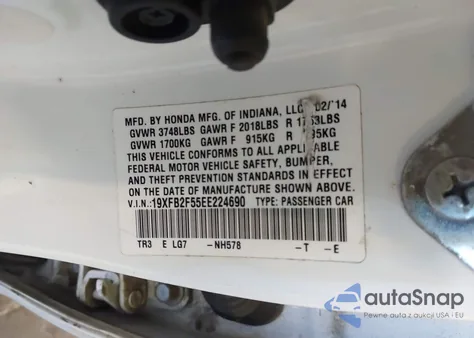 MFD. BY HONDA MFG. OF INDIANA, LLC 02/14
GVWR 3748LBS GAWR F 2018LBS R LBS
GVWR 1700KG GAWR F 915KG R KG
THIS VEHICLE CONFORMS TO ALL APPLICABLE
FEDERAL MOTOR VEHICLE SAFETY, BUMPER,
AND THEFT PREVENTION STANDARDS IN EFFECT
ON THE DATE OF MANUFACTURE SHOWN ABOVE.
V.I.N.:19XFB2F55EE224690 TYPE: PASSENGER CAR
TR3 E LG7 -NH578 -T -E
autoSnap
Pewne auta z aukcji USA i EU